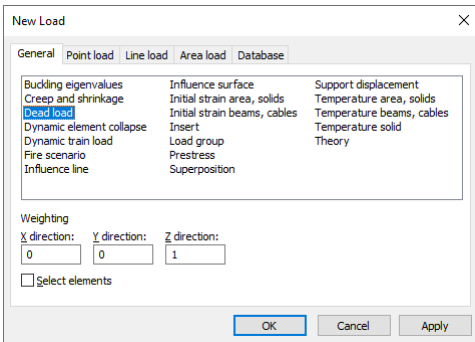 New Load
General Point load Line load Area load Database
Buckling eigenvalues Influence surface Support displacement
Creep and shrinkage Initial strain area, solids Temperature area, solids
Dead load Initial strain beams, cables Temperature beams, cables
Dynamic element collapse Insert Temperature solid
Dynamic train load Load group Theory
Fire scenario Prestress
Influence line Superposition
Weighting
X direction: Y direction: Z direction:
0 0 1
Select elements
OK Cancel Apply